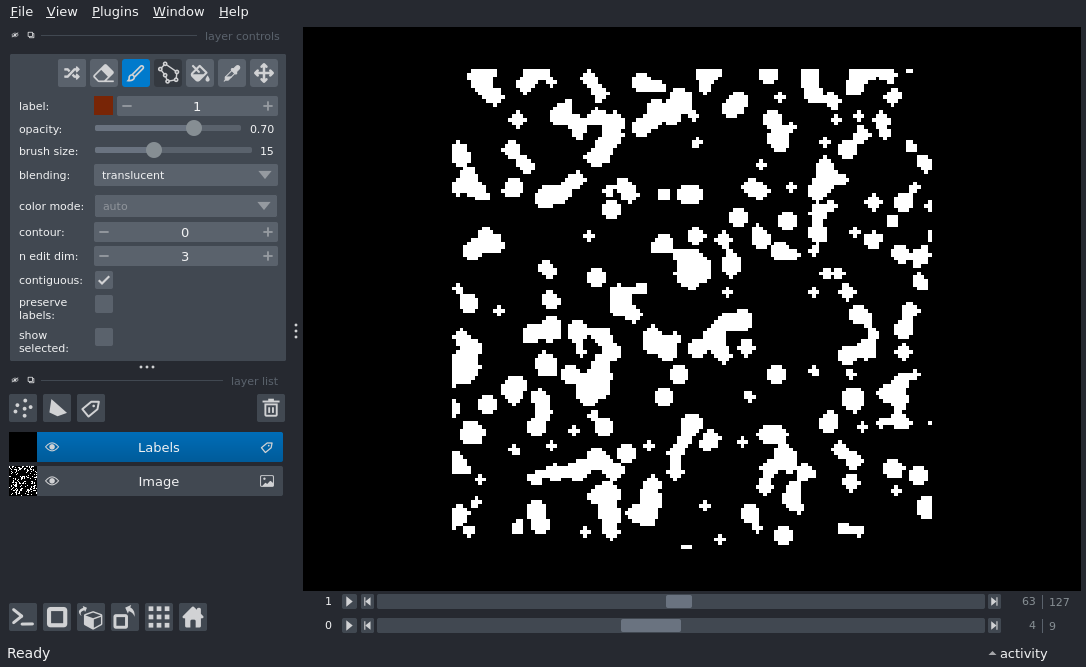 File View Plugins Window Help
layer controls
label: 1
opacity: 0.70
brush size: 15
blending: translucent
color mode: auto
contour: 0
n edit dim: 3
contiguous:
preserve
labels:
show
selected:
layer list
Labels
Image
1 63 127
0 4 9
Ready activity